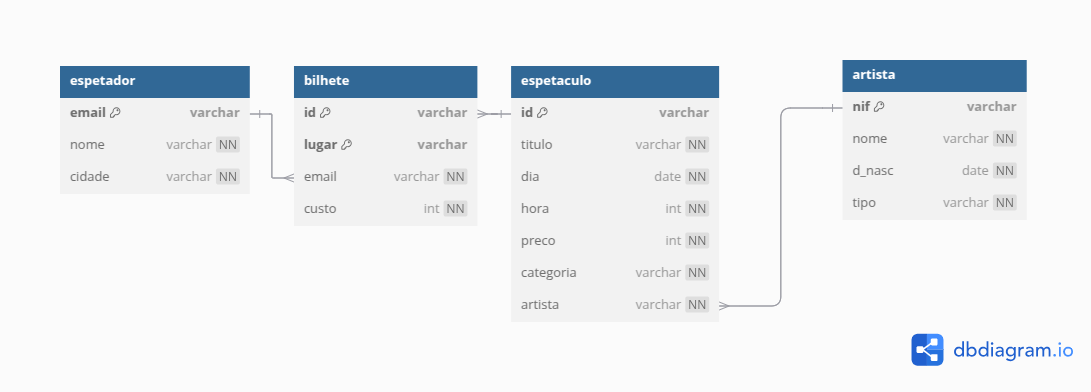 espetador
email varchar
nome varchar NN
cidade varchar NN
bilhete
id varchar
lugar varchar
email varchar NN
custo int NN
espetaculo
id varchar
titulo varchar NN
dia date NN
hora int NN
preco int NN
categoria varchar NN
artista varchar NN
artista
nif varchar
nome varchar NN
d_nasc date NN
tipo varchar NN
dbdiagram.io